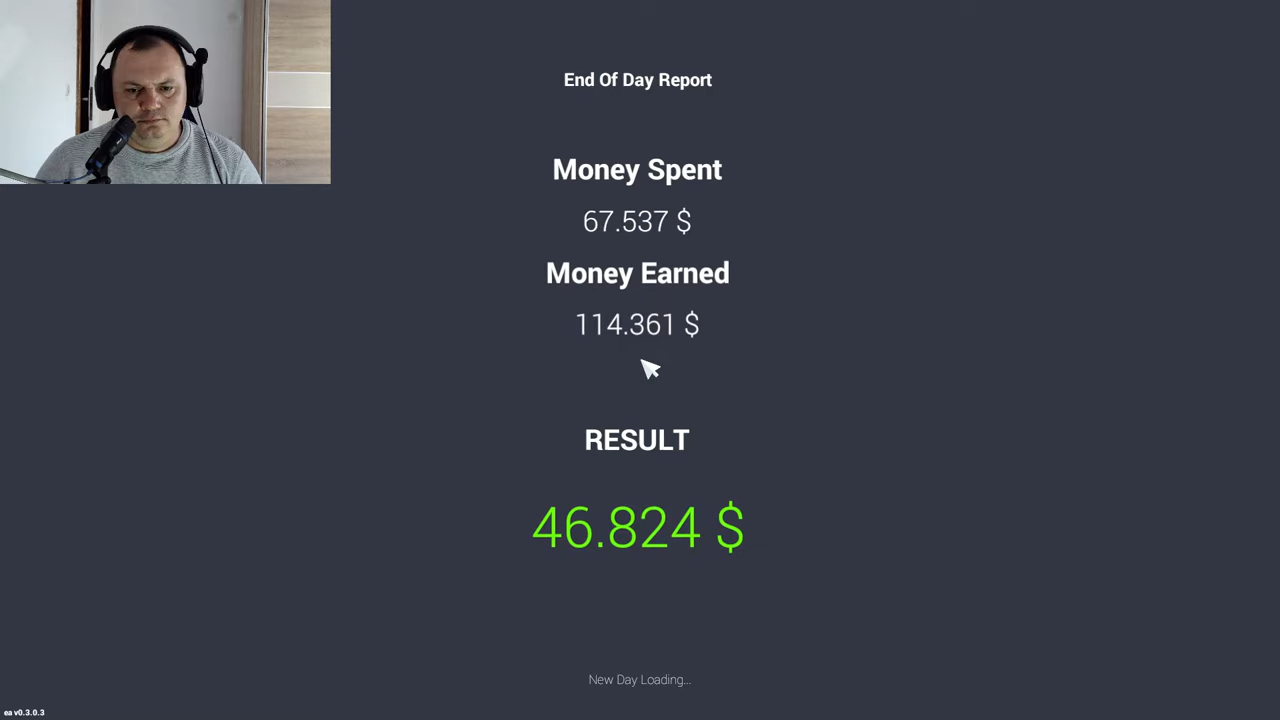 End Of Day Report
Money Spent
67.537 $
Money Earned
114.361 $
RESULT
46.824 $
New Day Loading...
ea v0.3.0.3